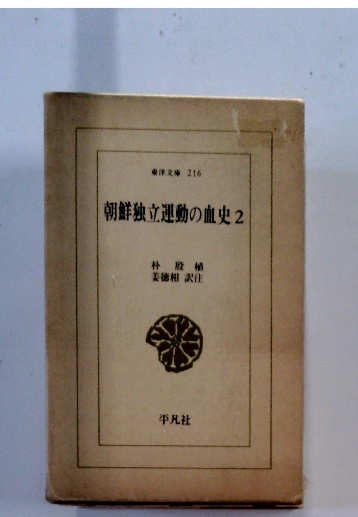 東洋文庫 216
朝鮮独立運動の血史 2
朴 殷 植
姜徳相 訳注
平凡社